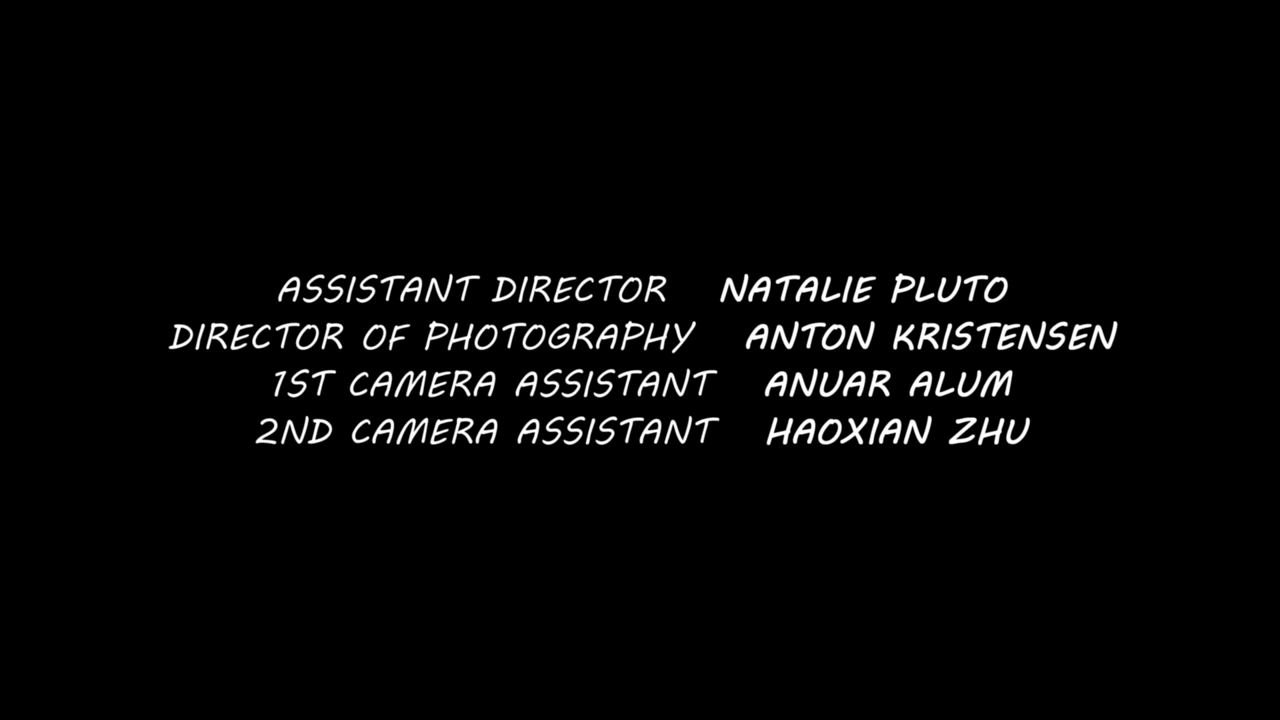 ASSISTANT DIRECTOR NATALIE PLUTO
DIRECTOR OF PHOTOGRAPHY ANTON KRISTENSEN
1ST CAMERA ASSISTANT ANUAR ALUM
2ND CAMERA ASSISTANT HAOXIAN ZHU